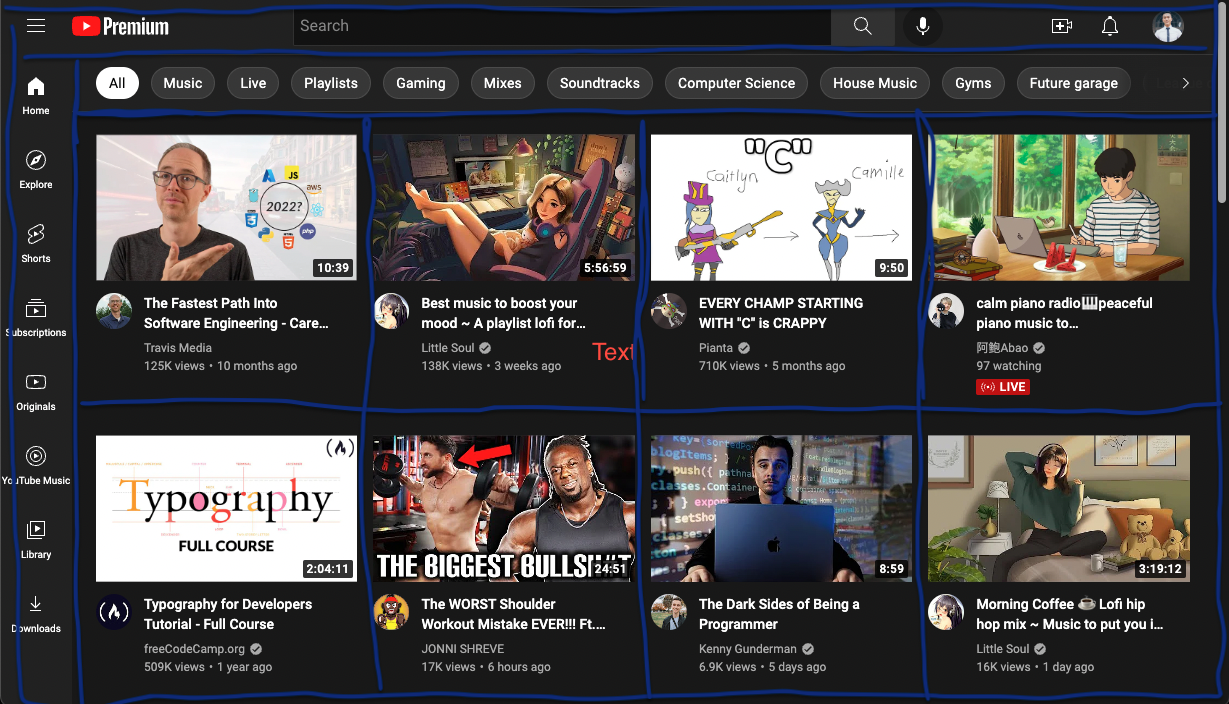 Premium
Search
All Music Live Playlists Gaming Mixes Soundtracks Computer Science House Music Gyms Future garage
Home
Explore
Shorts
Subscriptions
Originals
YouTube Music
Library
Downloads
JS
aws
2022?
php
10:39
5:56:59
"C"
Caitlyn
Camille
9:50
The Fastest Path Into
Software Engineering - Care...
Travis Media
125K views • 10 months ago
Best music to boost your
mood ~ A playlist lofi for...
Little Soul
138K views • 3 weeks ago
Text
EVERY CHAMP STARTING
WITH "C" is CRAPPY
Pianta
710K views • 5 months ago
calm piano radio🎹peaceful
piano music to...
阿鲍Abao
97 watching
LIVE
Typography
FULL COURSE
2:04:11
THE BIGGEST BULLSH#T
24:51
8:59
3:19:12
Typography for Developers
Tutorial - Full Course
freeCodeCamp.org
509K views • 1 year ago
The WORST Shoulder
Workout Mistake EVER!!! Ft....
JONNI SHREVE
17K views • 6 hours ago
The Dark Sides of Being a
Programmer
Kenny Gunderman
6.9K views • 5 days ago
Morning Coffee ☕Lofi hip
hop mix ~ Music to put you i...
Little Soul
16K views • 1 day ago